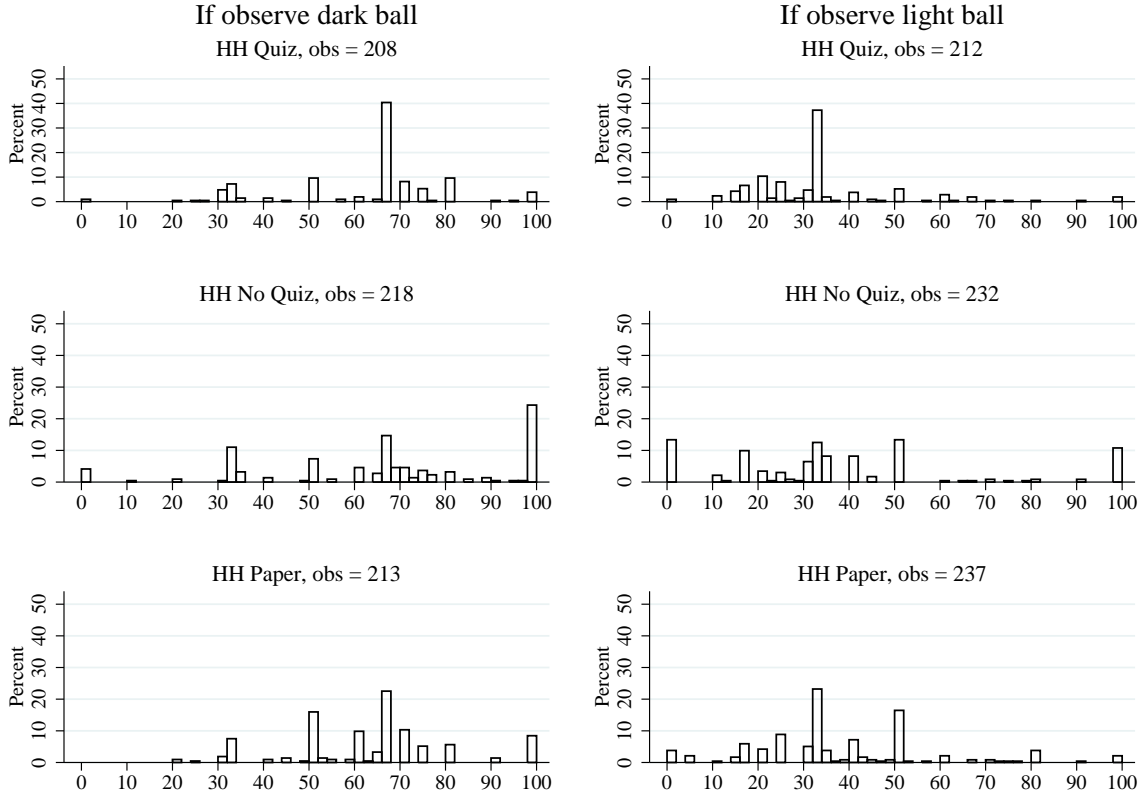 If observe dark ball
HH Quiz, obs = 208
Percent
0 10 20 30 40 50
0 10 20 30 40 50 60 70 80 90 100
If observe light ball
HH Quiz, obs = 212
Percent
0 10 20 30 40 50
0 10 20 30 40 50 60 70 80 90 100
HH No Quiz, obs = 218
Percent
0 10 20 30 40 50
0 10 20 30 40 50 60 70 80 90 100
HH No Quiz, obs = 232
Percent
0 10 20 30 40 50
0 10 20 30 40 50 60 70 80 90 100
HH Paper, obs = 213
Percent
0 10 20 30 40 50
0 10 20 30 40 50 60 70 80 90 100
HH Paper, obs = 237
Percent
0 10 20 30 40 50
0 10 20 30 40 50 60 70 80 90 100